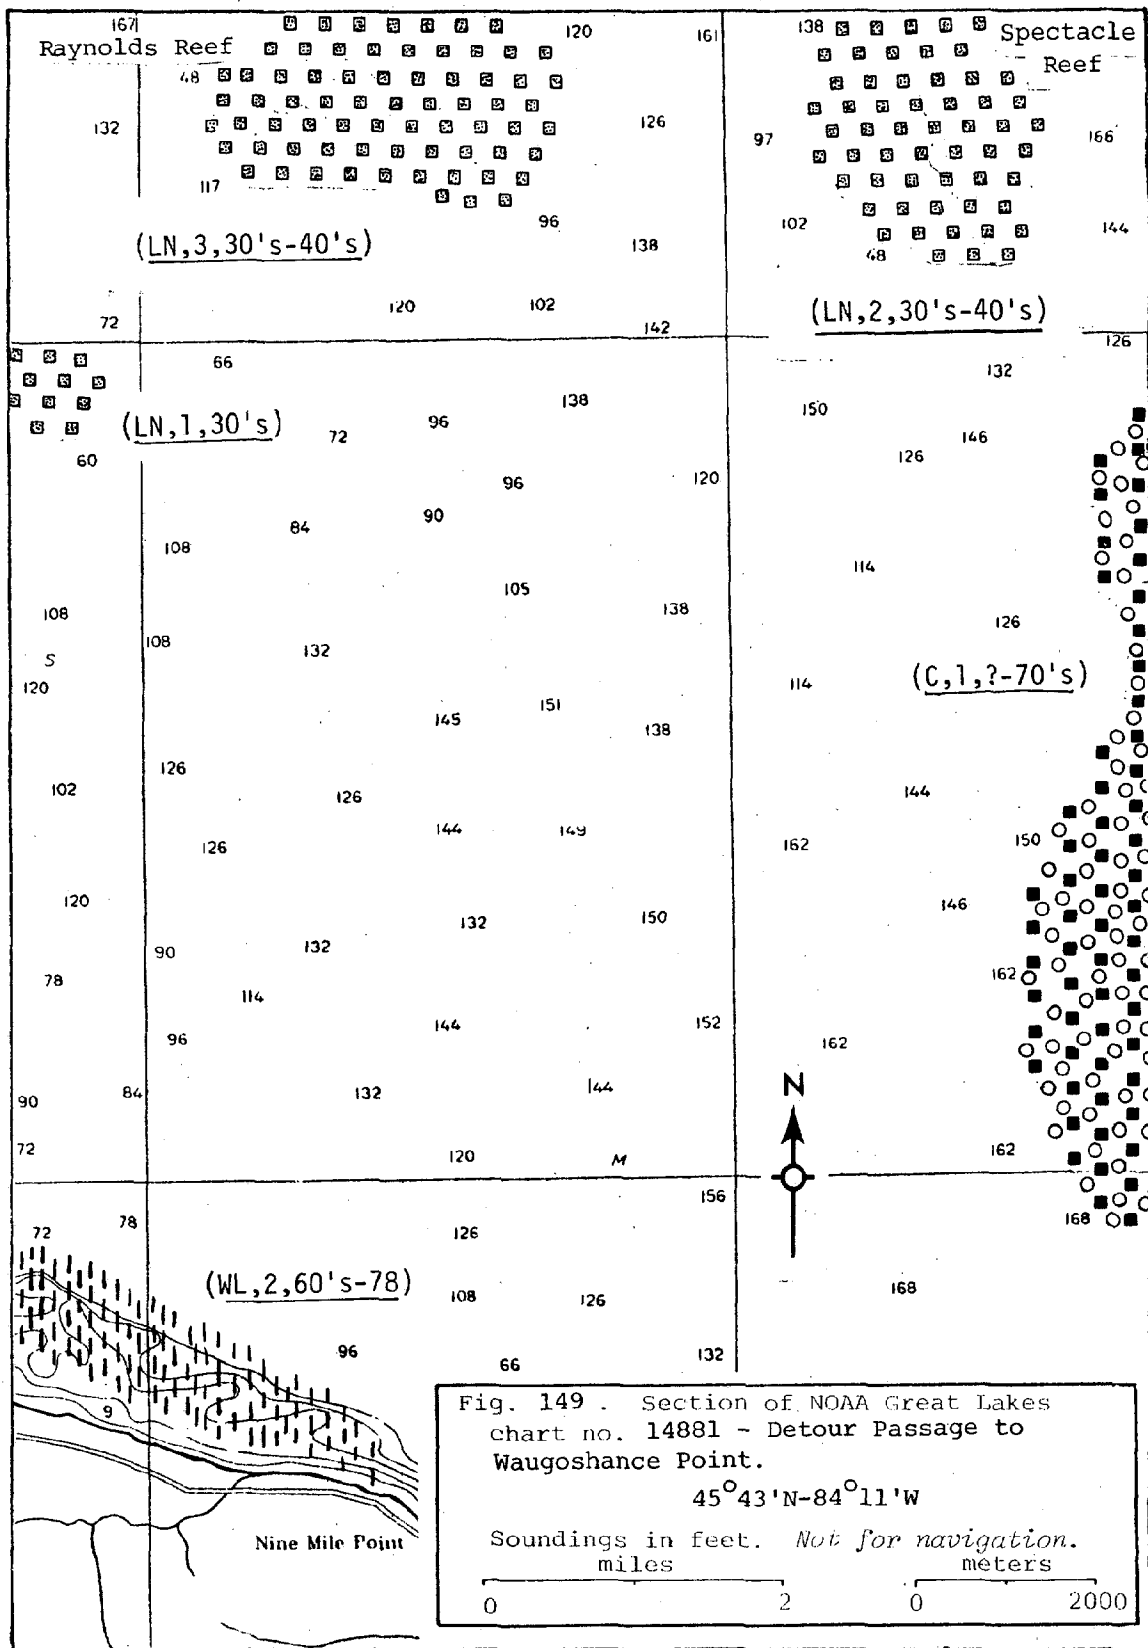 167 120 161 138 Spectacle
Raynolds Reef Reef
48
132 126 97 166
117
96 102 144
(LN,3,30's-40's) 138
48
120 102 (LN,2,30's-40's)
72 142
126
66 132
138 150
(LN,1,30's) 72 96 146
60 126
96 120
84 90
108
114
105
108 138
108 132 126
S
120 114 (C,1,?-70's)
151
145 138
126
102 126 144
144 149 150
126 162
120 146
132 150
90 132
78 162
114
144 152
96 162
84 132 144
90 N
72 120 M 162
156
78 168
72 126
(WL,2,60's-78) 168
108 126
96 66 132
9
Nine Mile Point
Fig. 149 . Section of NOAA Great Lakes
chart no. 14881 - Detour Passage to
Waugoshance Point.
45°43'N-84°11'W
Soundings in feet. Not for navigation.
miles meters
0 2 0 2000